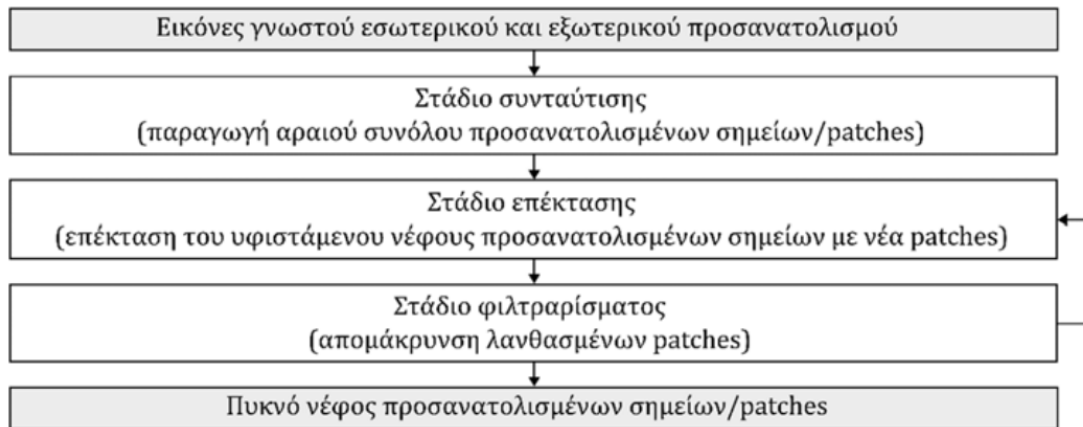 Εικόνες γνωστού εσωτερικού και εξωτερικού προσανατολισμού
Στάδιο συνταύτισης
(παραγωγή αραιού συνόλου προσανατολισμένων σημείων/patches)
Στάδιο επέκτασης
(επέκταση του υφιστάμενου νέφους προσανατολισμένων σημείων με νέα patches)
Στάδιο φιλτραρίσματος
(απομάκρυνση λανθασμένων patches)
Πυκνό νέφος προσανατολισμένων σημείων/patches